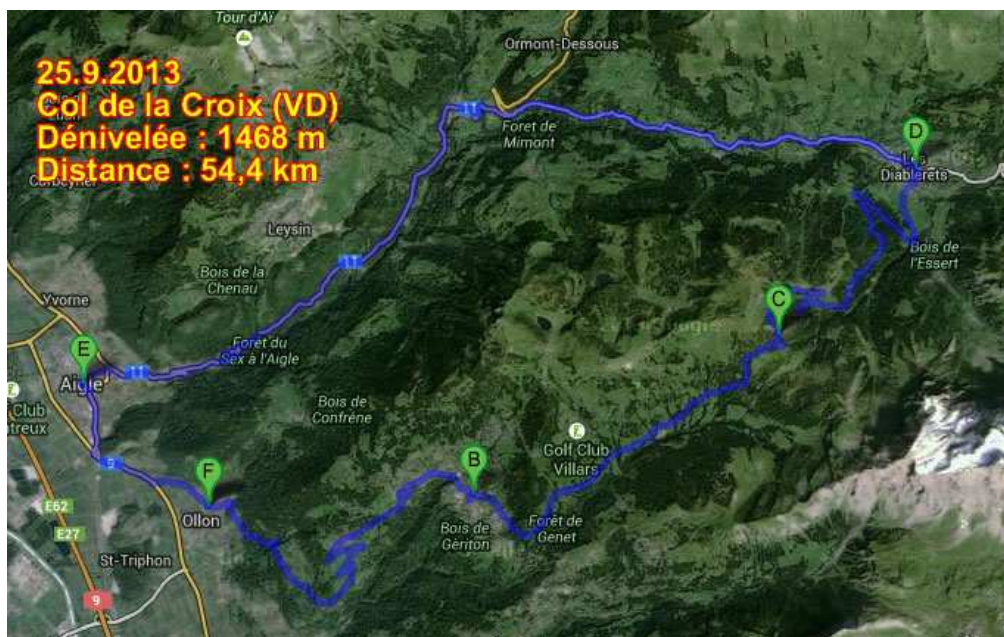 25.9.2013
Col de la Croix (VD)
Dénivelée : 1468 m
Distance : 54,4 km
Tour d'Aï
Ormont-Dessous
11
Foret de
Mimont
D
Les
Diablerets
Leysin
11
Bois de la
Chenau
Bois de
l'Essert
Yvorne
C
Forêt du
Sex à l'Aigle
E
11
Aigle
Bois de
Confrêne
Club
Golf Club
Villars
B
F
9
Ollon
Bois de
Gèriton
Forêt de
Genet
E62
E27
St-Triphon
9